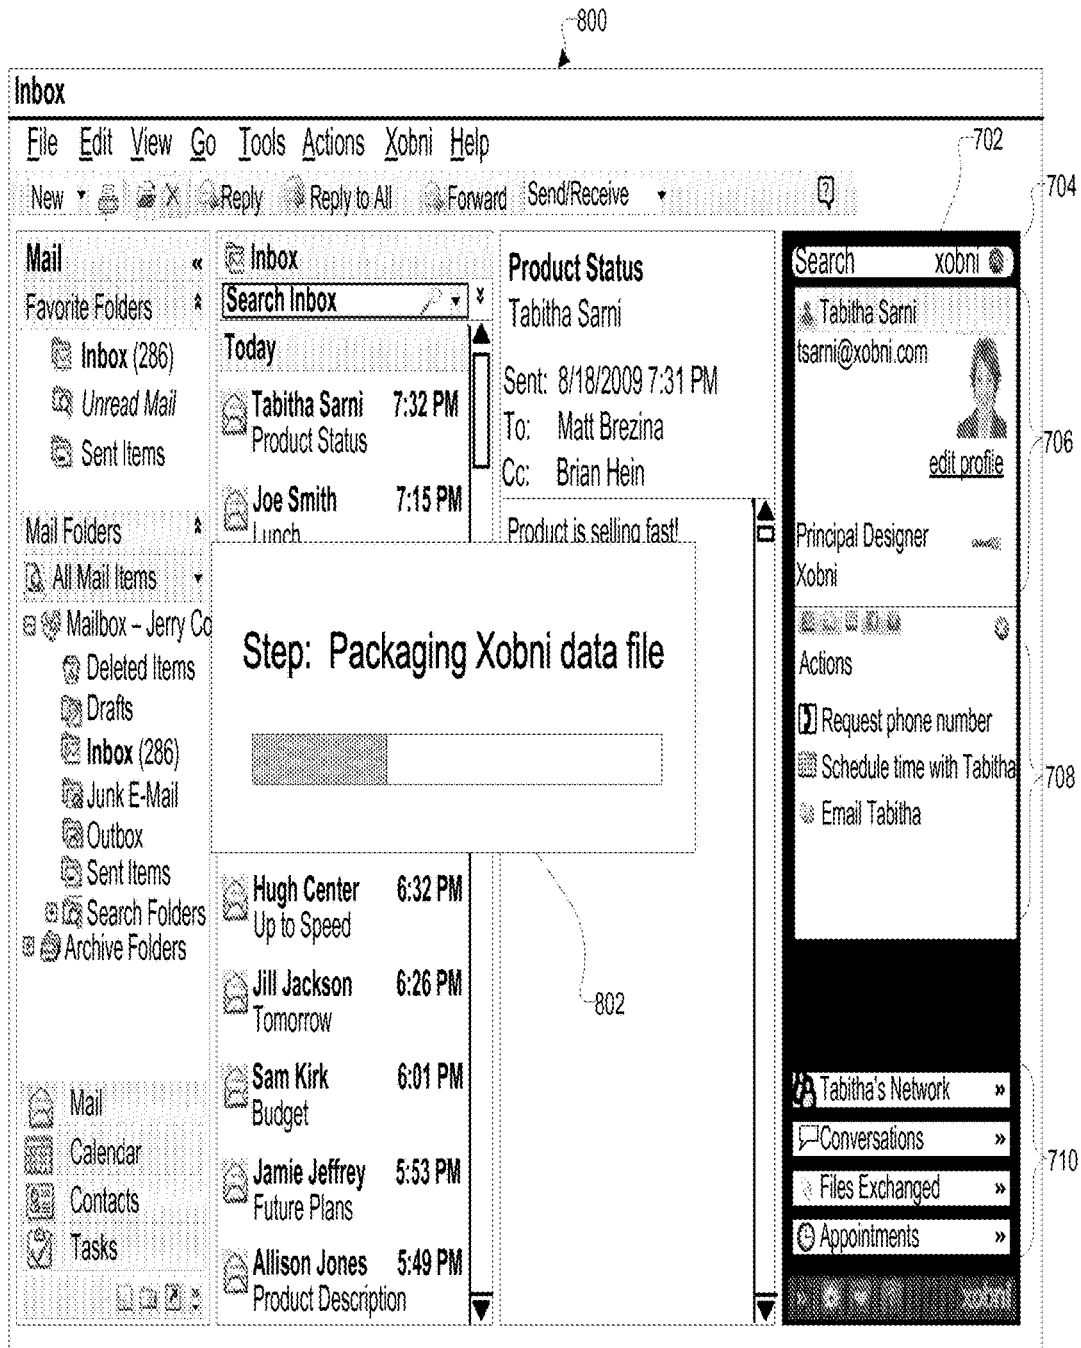 800
Inbox
File Edit View Go Tools Actions Xobni Help
702
New Reply Reply to All Forward Send/Receive ?
704
Mail «
Favorite Folders
Inbox (286)
Unread Mail
Sent Items
Mail Folders
All Mail Items
Mailbox – Jerry Co
Deleted Items
Drafts
Inbox (286)
Junk E-Mail
Outbox
Sent Items
Search Folders
Archive Folders
Mail
Calendar
Contacts
Tasks
Inbox
Search Inbox
Today
Tabitha Sarni 7:32 PM
Product Status
Joe Smith 7:15 PM
Lunch
Step: Packaging Xobni data file
802
Hugh Center 6:32 PM
Up to Speed
Jill Jackson 6:26 PM
Tomorrow
Sam Kirk 6:01 PM
Budget
Jamie Jeffrey 5:53 PM
Future Plans
Allison Jones 5:49 PM
Product Description
Product Status
Tabitha Sarni
Sent: 8/18/2009 7:31 PM
To: Matt Brezina
Cc: Brian Hein
Product is selling fast!
Search xobni
Tabitha Sarni
tsarni@xobni.com
edit profile
706
Principal Designer
Xobni
Actions
Request phone number
Schedule time with Tabitha
Email Tabitha
708
Tabitha's Network »
Conversations »
Files Exchanged »
Appointments »
710
xobni